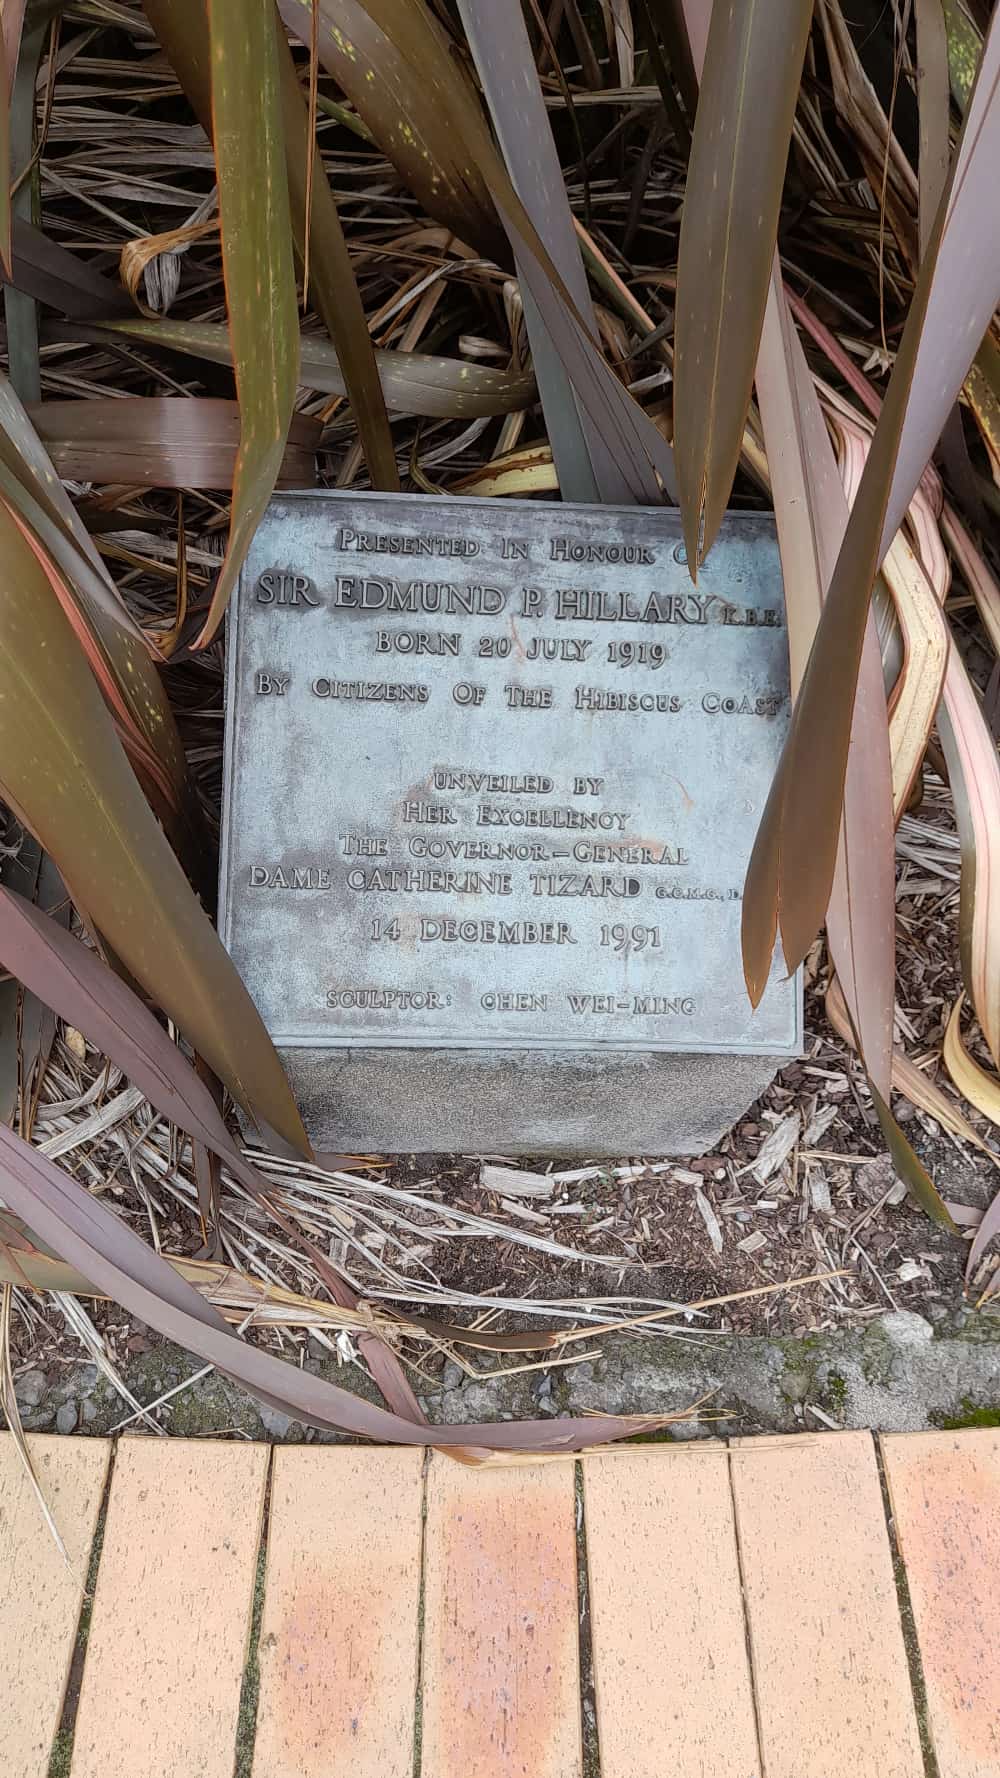 PRESENTED IN HONOUR
SIR EDMUND P. HILLARY K.B.E.
BORN 20 JULY 1919
BY CITIZENS OF THE HIBISCUS COAST
UNVEILED BY
HER EXCELLENCY
THE GOVERNOR-GENERAL
DAME CATHERINE TIZARD G.C.M.G.,
14 DECEMBER 1991
SCULPTOR: CHEN WEI-MING